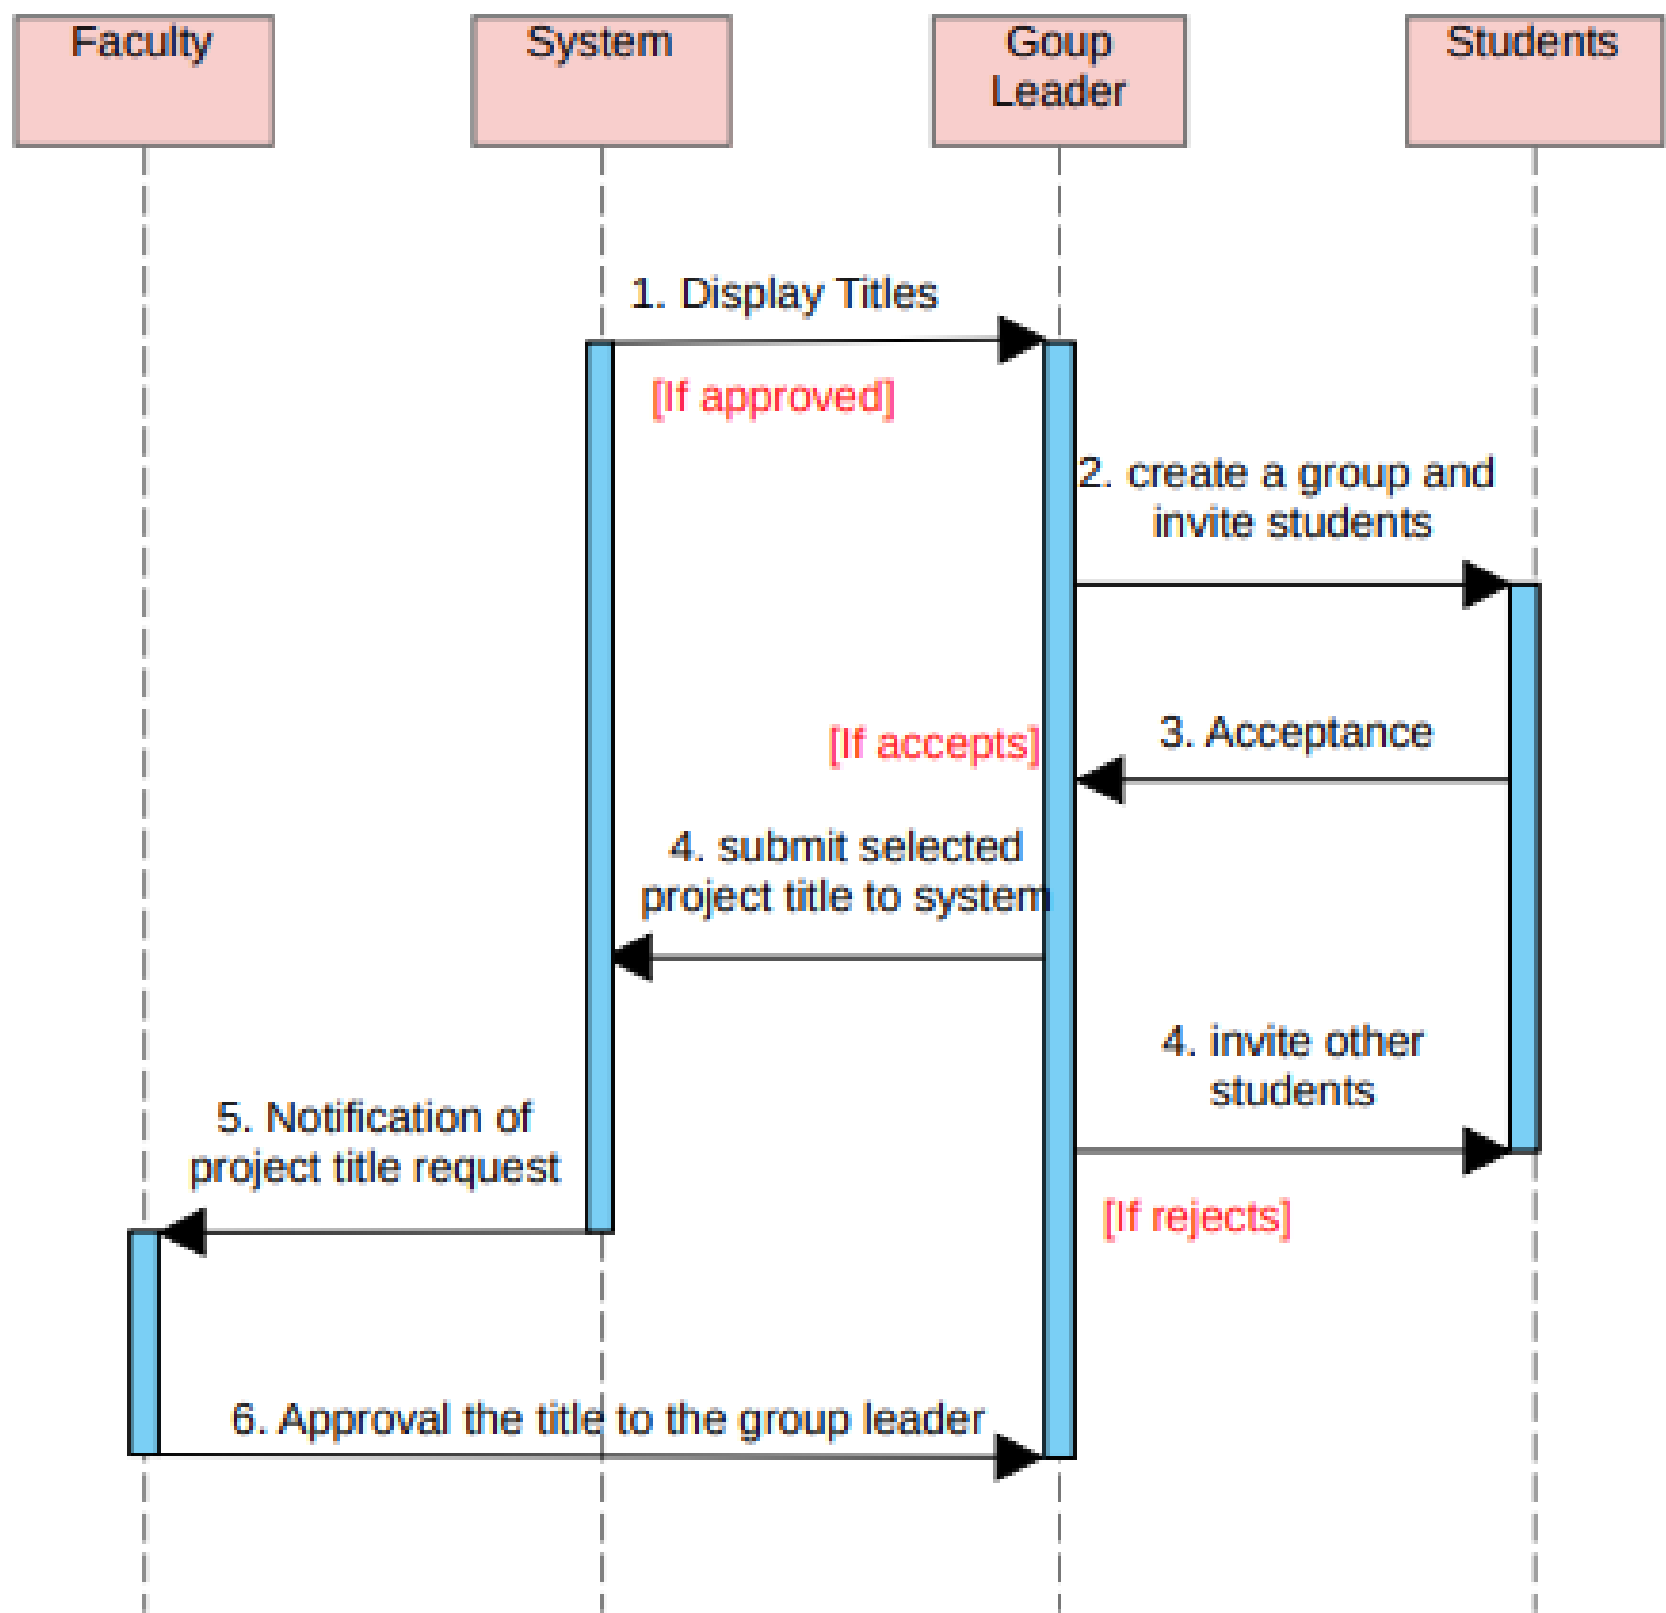 Faculty
System
Goup
Leader
Students
1. Display Titles
[If approved]
2. create a group and
invite students
[If accepts]
3. Acceptance
4. submit selected
project title to system
4. invite other
students
5. Notification of
project title request
[If rejects]
6. Approval the title to the group leader